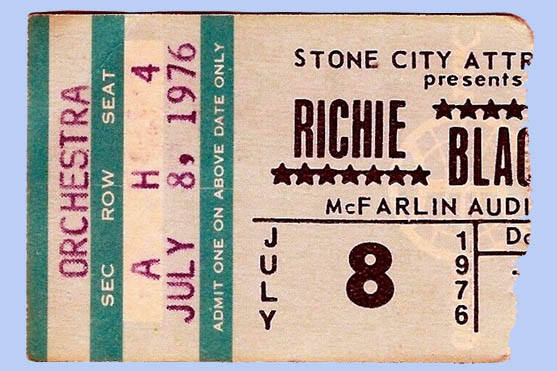 ORCHESTRA
SEC ROW SEAT
A H 4
JULY 8, 1976
ADMIT ONE ON ABOVE DATE ONLY
STONE CITY ATTR
presents
RICHIE BLAC
McFARLIN AUDI
JULY
8
1976